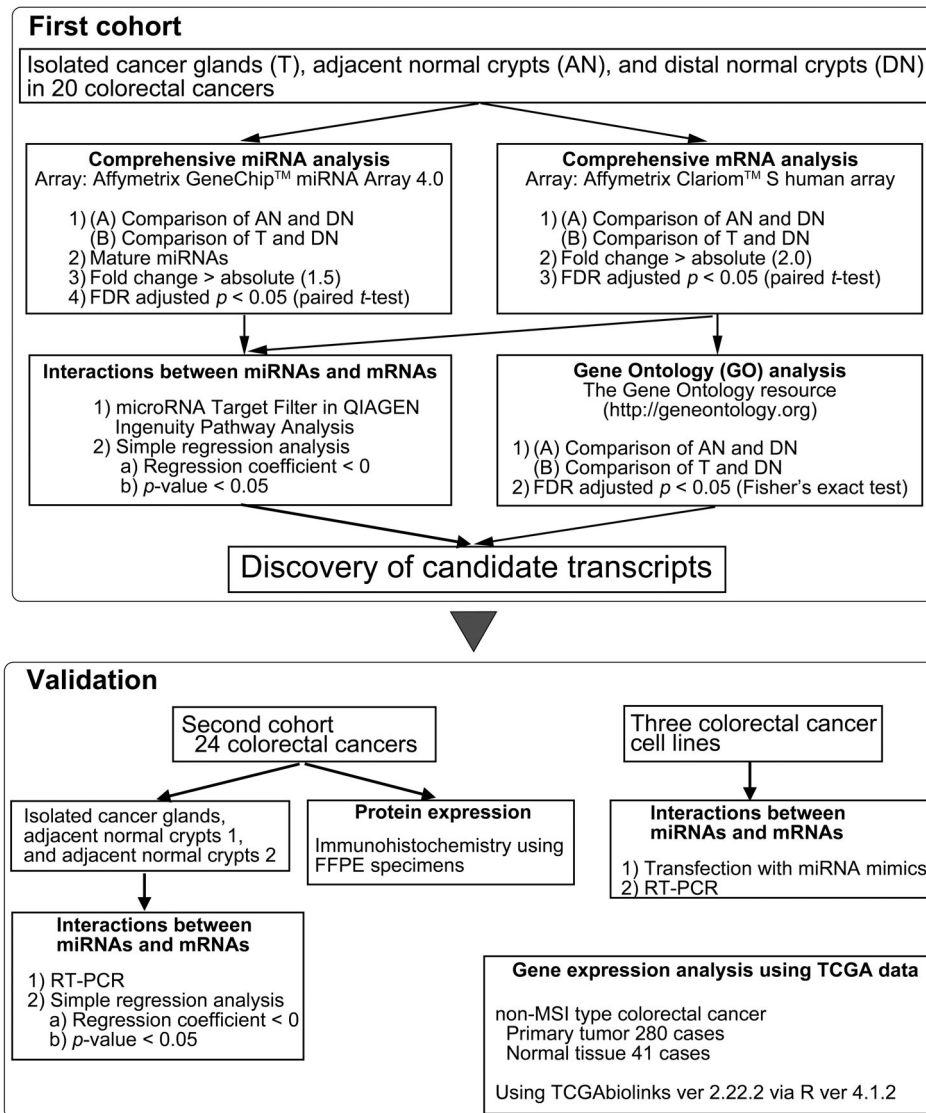 First cohort
Isolated cancer glands (T), adjacent normal crypts (AN), and distal normal crypts (DN)
in 20 colorectal cancers
Comprehensive miRNA analysis
Array: Affymetrix GeneChip™ miRNA Array 4.0
1) (A) Comparison of AN and DN
(B) Comparison of T and DN
2) Mature miRNAs
3) Fold change > absolute (1.5)
4) FDR adjusted p < 0.05 (paired t-test)
Comprehensive mRNA analysis
Array: Affymetrix Clariom™ S human array
1) (A) Comparison of AN and DN
(B) Comparison of T and DN
2) Fold change > absolute (2.0)
3) FDR adjusted p < 0.05 (paired t-test)
Interactions between miRNAs and mRNAs
1) microRNA Target Filter in QIAGEN
Ingenuity Pathway Analysis
2) Simple regression analysis
a) Regression coefficient < 0
b) p-value < 0.05
Gene Ontology (GO) analysis
The Gene Ontology resource
(http://geneontology.org)
1) (A) Comparison of AN and DN
(B) Comparison of T and DN
2) FDR adjusted p < 0.05 (Fisher's exact test)
Discovery of candidate transcripts
Validation
Second cohort
24 colorectal cancers
Isolated cancer glands,
adjacent normal crypts 1,
and adjacent normal crypts 2
Protein expression
Immunohistochemistry using
FFPE specimens
Interactions between
miRNAs and mRNAs
1) RT-PCR
2) Simple regression analysis
a) Regression coefficient < 0
b) p-value < 0.05
Three colorectal cancer
cell lines
Interactions between
miRNAs and mRNAs
1) Transfection with miRNA mimics
2) RT-PCR
Gene expression analysis using TCGA data
non-MSI type colorectal cancer
Primary tumor 280 cases
Normal tissue 41 cases
Using TCGAbiolinks ver 2.22.2 via R ver 4.1.2